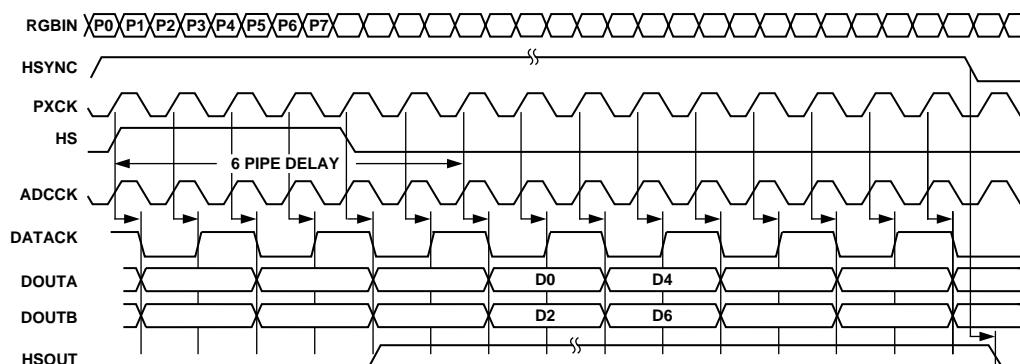 RGBIN P0 P1 P2 P3 P4 P5 P6 P7
HSYNC
PXCK
HS
6 PIPE DELAY
ADCCK
DATACK
DOUTA D0 D4
DOUTB D2 D6
HSOUT